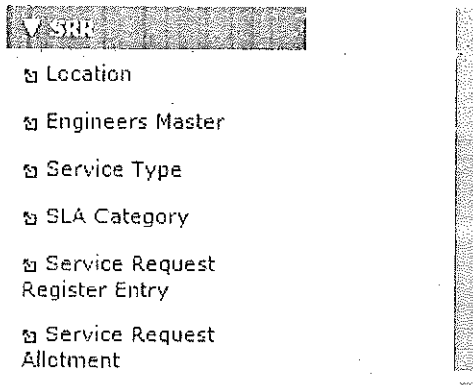 SRR
Location
Engineers Master
Service Type
SLA Category
Service Request
Register Entry
Service Request
Allotment